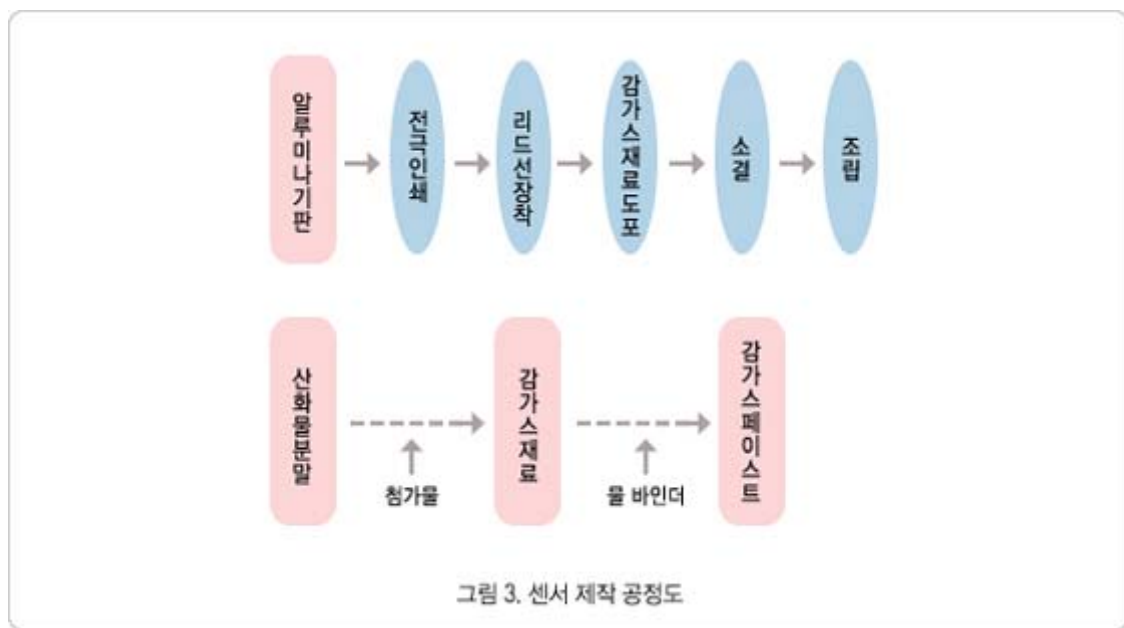 알루미나기판
전극인쇄
리드선장착
감가스재료도포
소결
조립
산화물분말
첨가물
감가스재료
물 바인더
감가스페이스트
그림 3. 센서 제작 공정도